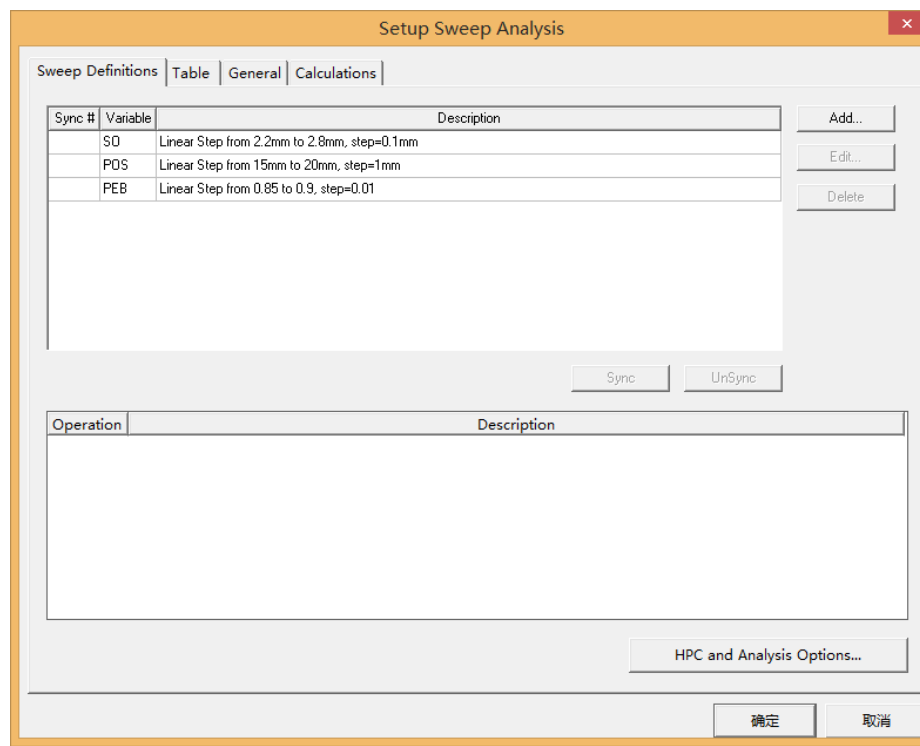 Setup Sweep Analysis
Sweep Definitions Table General Calculations
Sync # Variable Description
SO Linear Step from 2.2mm to 2.8mm, step=0.1mm
POS Linear Step from 15mm to 20mm, step=1mm
PEB Linear Step from 0.85 to 0.9, step=0.01
Add...
Edit...
Delete
Sync UnSync
Operation Description
HPC and Analysis Options...
确定 取消